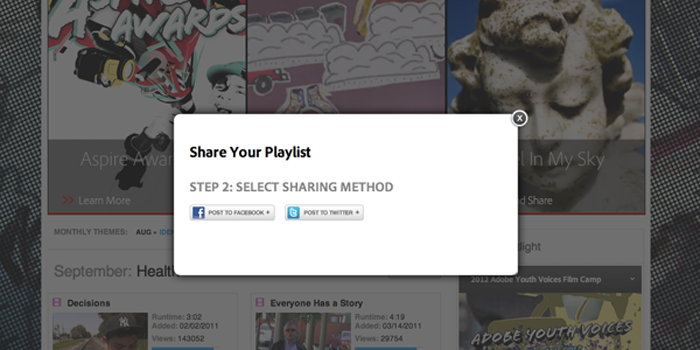 ASPIRE
AWARDS
Aspire Awar
l In My Sky
Learn More
d Share
X
Share Your Playlist
STEP 2: SELECT SHARING METHOD
POST TO FACEBOOK +
POST TO TWITTER +
MONTHLY THEMES: AUG • IDEN
light
September: Healt
2012 Adobe Youth Voices Film Camp
Decisions
Runtime: 3:02
Added: 02/02/2011
Views: 143052
Everyone Has a Story
Runtime: 4:19
Added: 03/14/2011
Views: 29754
ADOBE YOUTH VOICES